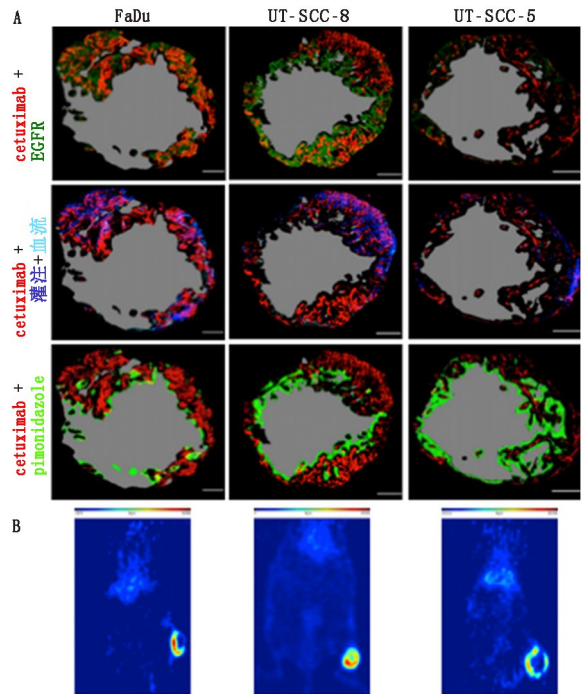 A
FaDu
UT-SCC-8
UT-SCC-5
cetuximab +
EGFR
cetuximab +
灌注+血流
cetuximab +
pimonidazole
B